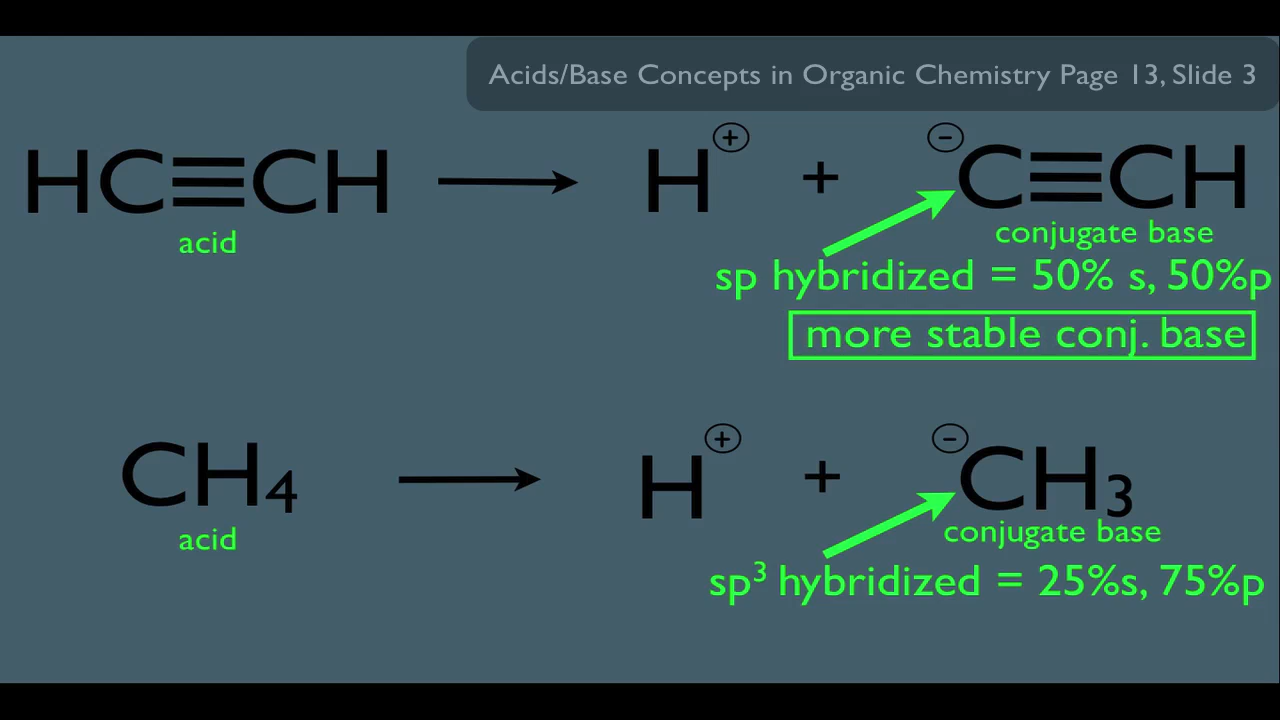 Acids/Base Concepts in Organic Chemistry Page 13, Slide 3
HC≡CH → H⊕ + ⊖C≡CH
acid conjugate base
sp hybridized = 50% s, 50%p
more stable conj. base
CH₄ → H⊕ + ⊖CH₃
acid conjugate base
sp³ hybridized = 25%s, 75%p